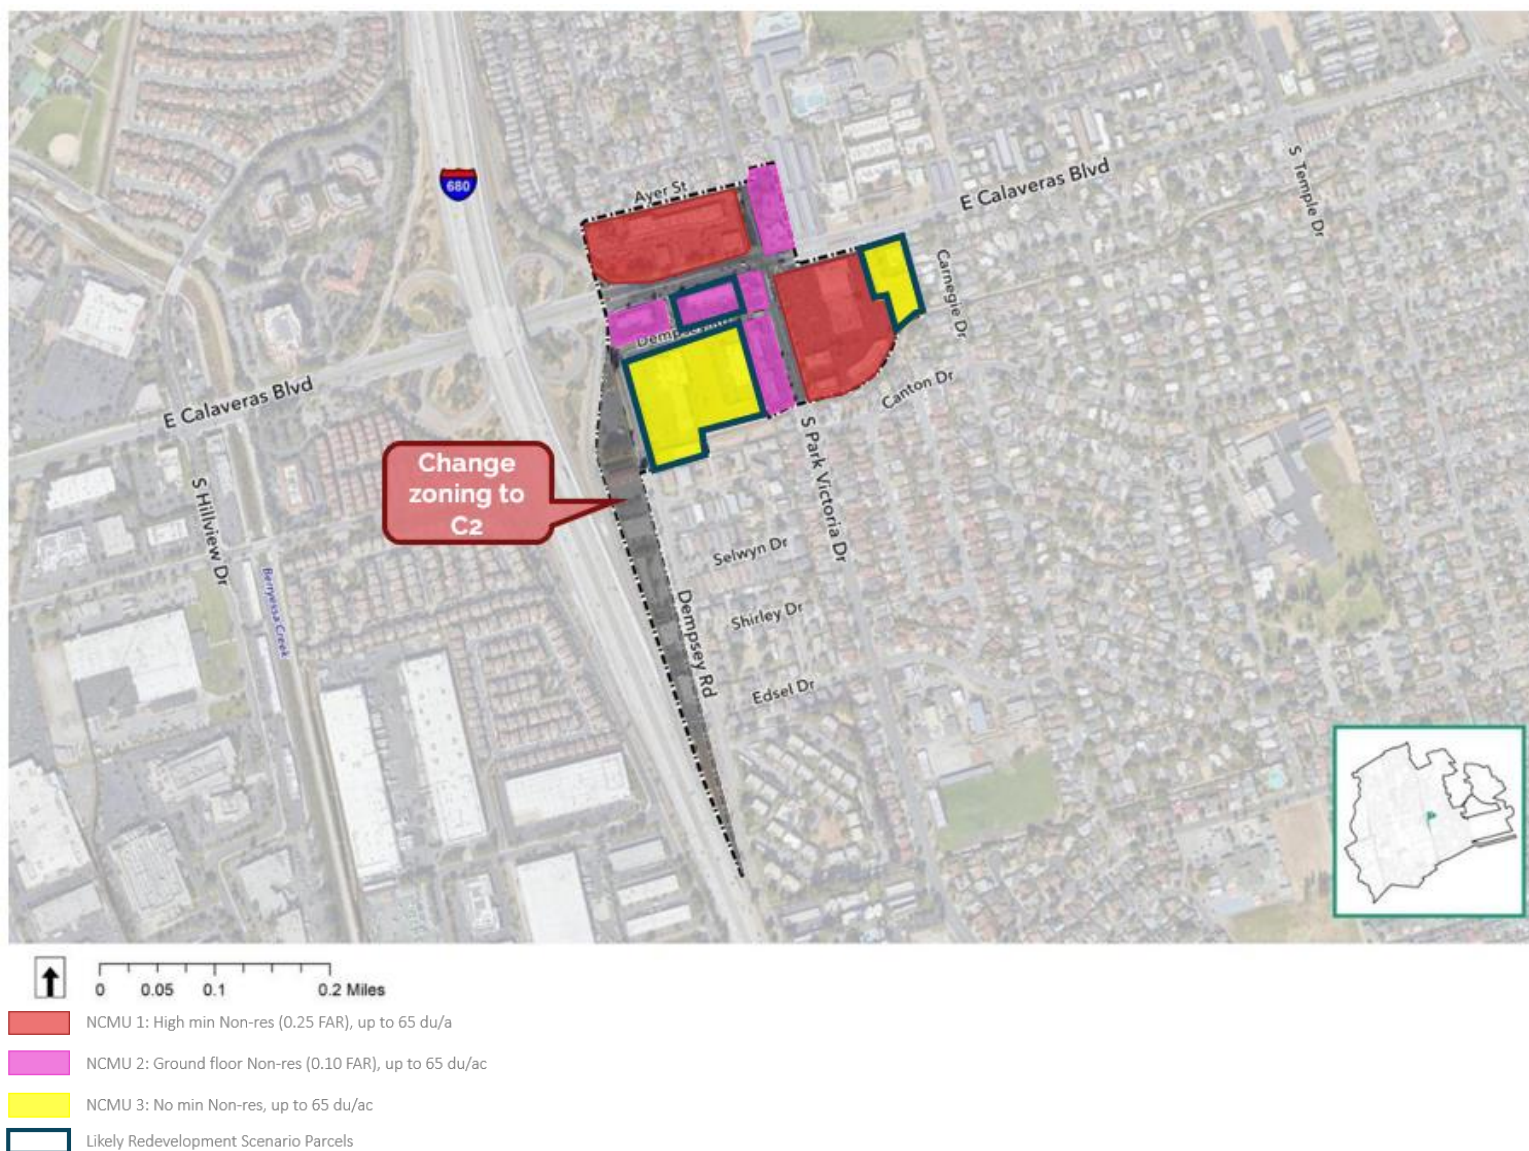 680
Ayer St
E Calaveras Blvd
S Temple Dr
Carnegie Dr
E Calaveras Blvd
Canton Dr
Change
zoning to
C2
S Hillview Dr
S Park Victoria Dr
Selwyn Dr
Berryessa Creek
Shirley Dr
Dempsey Rd
Edsel Dr
0 0.05 0.1 0.2 Miles
NCMU 1: High min Non-res (0.25 FAR), up to 65 du/a
NCMU 2: Ground floor Non-res (0.10 FAR), up to 65 du/ac
NCMU 3: No min Non-res, up to 65 du/ac
Likely Redevelopment Scenario Parcels